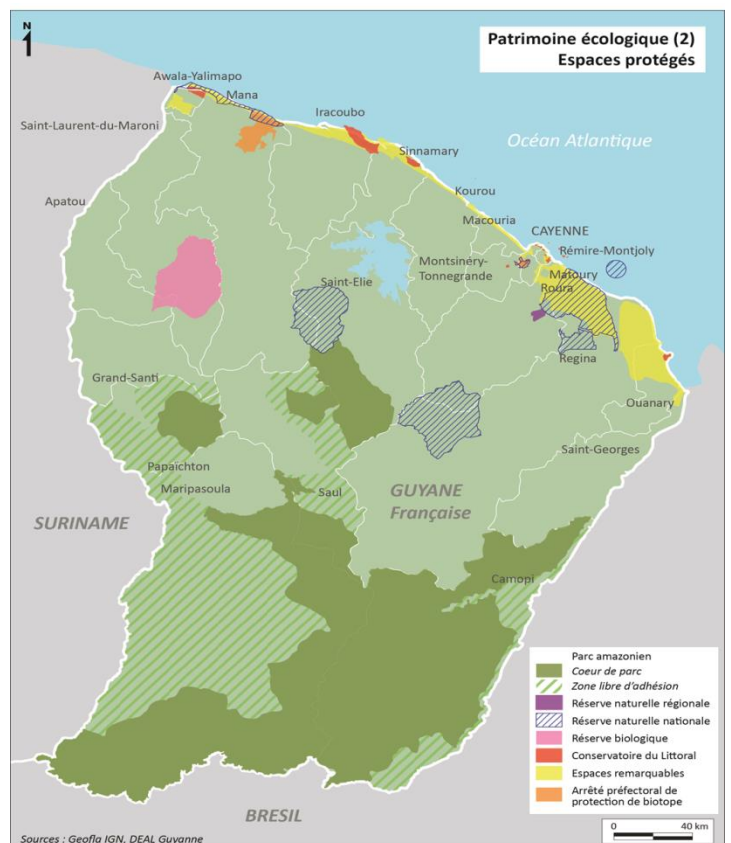 N
Patrimoine écologique (2)
Espaces protégés
Awala-Yalimapo
Mana
Iracoubo
Saint-Laurent-du-Maroni
Océan Atlantique
Sinnamary
Kourou
Apatou
Macouria
CAYENNE
Rémire-Montjoly
Montsinéry-
Tonnegrande
Matoury
Saint-Elie
Roura
Regina
Grand-Santi
Ouanary
Saint-Georges
Papaïchton
Maripasoula
Saul
GUYANE
Française
SURINAME
Camopi
Parc amazonien
Coeur de parc
Zone libre d'adhésion
Réserve naturelle régionale
Réserve naturelle nationale
Réserve biologique
Conservatoire du Littoral
Espaces remarquables
Arrêté préfectoral de
protection de biotope
BRESIL
0 40 km
Sources : Geofla IGN, DEAL Guyanne